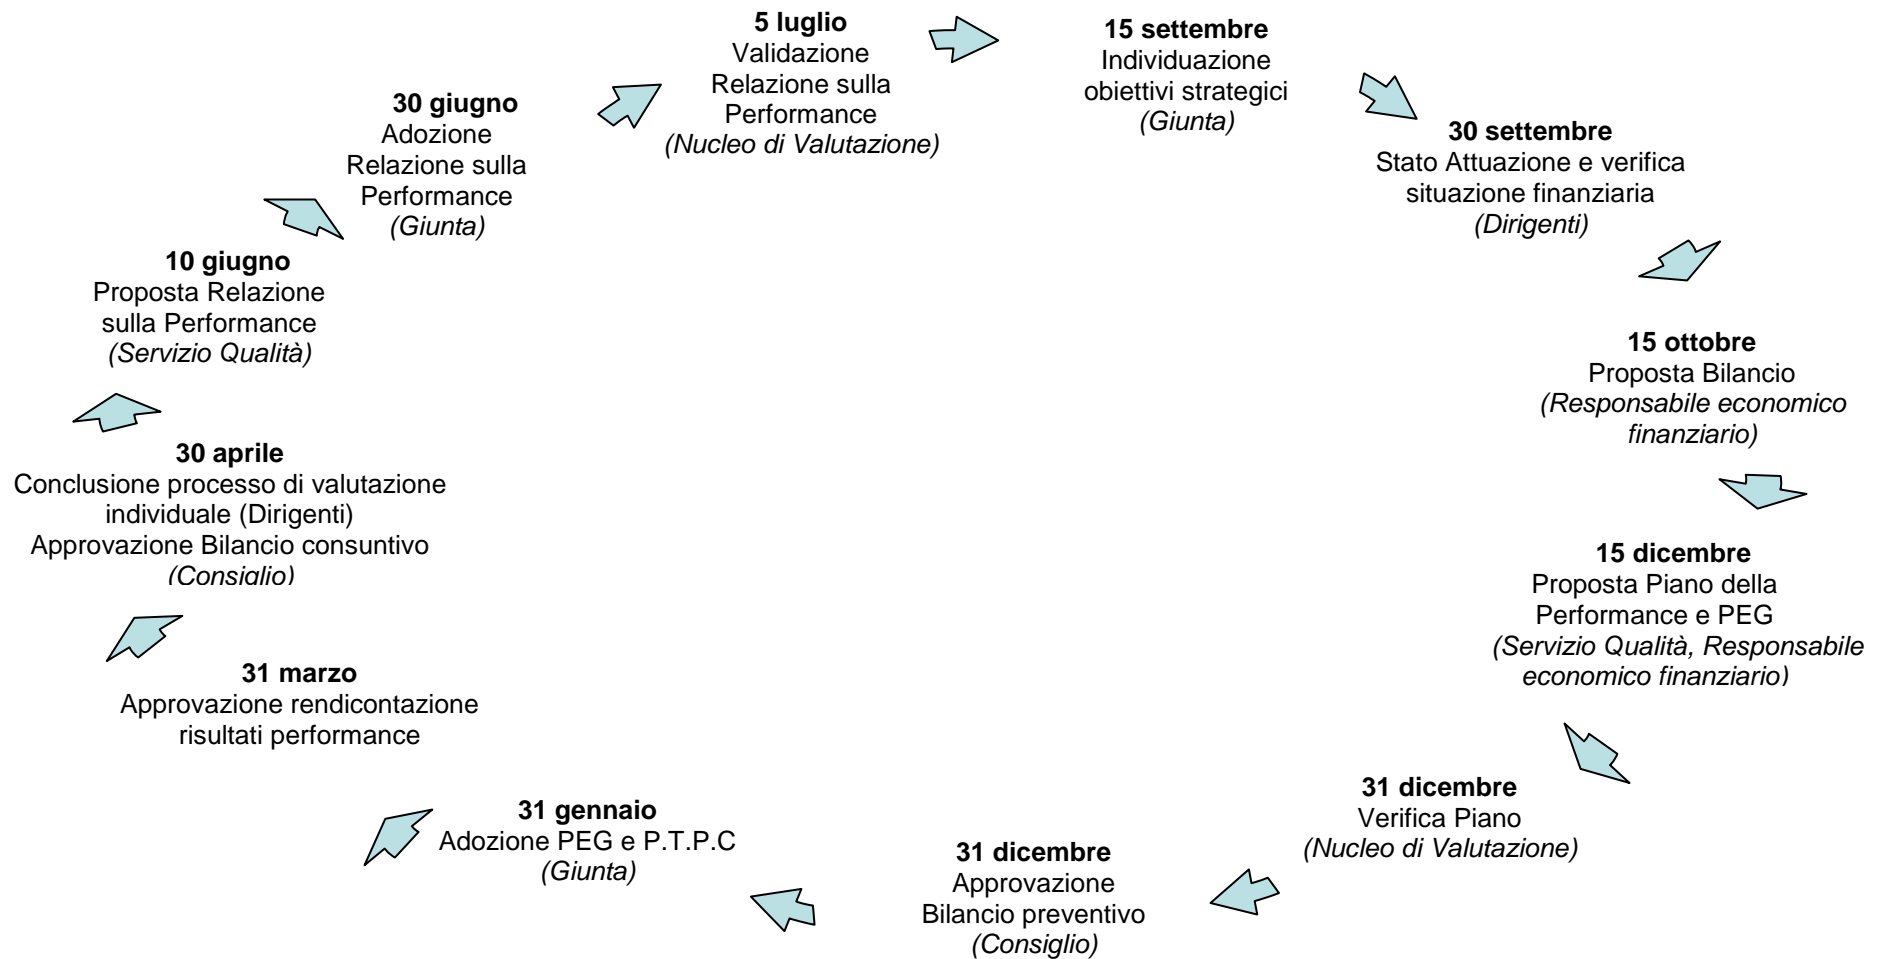 5 luglio
Validazione
Relazione sulla
Performance
(Nucleo di Valutazione)
15 settembre
Individuazione
obiettivi strategici
(Giunta)
30 settembre
Stato Attuazione e verifica
situazione finanziaria
(Dirigenti)
15 ottobre
Proposta Bilancio
(Responsabile economico
finanziario)
15 dicembre
Proposta Piano della
Performance e PEG
(Servizio Qualità, Responsabile
economico finanziario)
31 dicembre
Verifica Piano
(Nucleo di Valutazione)
31 dicembre
Approvazione
Bilancio preventivo
(Consiglio)
31 gennaio
Adozione PEG e P.T.P.C
(Giunta)
31 marzo
Approvazione rendicontazione
risultati performance
30 aprile
Conclusione processo di valutazione
individuale (Dirigenti)
Approvazione Bilancio consuntivo
(Consiglio)
10 giugno
Proposta Relazione
sulla Performance
(Servizio Qualità)
30 giugno
Adozione
Relazione sulla
Performance
(Giunta)